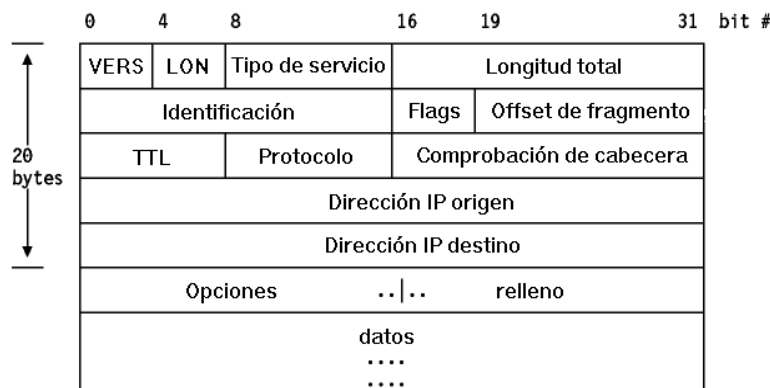 0 4 8 16 19 31 bit #
VERS LON Tipo de servicio Longitud total
Identificación Flags Offset de fragmento
20 bytes
TTL Protocolo Comprobación de cabecera
Dirección IP origen
Dirección IP destino
Opciones ..|.. relleno
datos
....
....